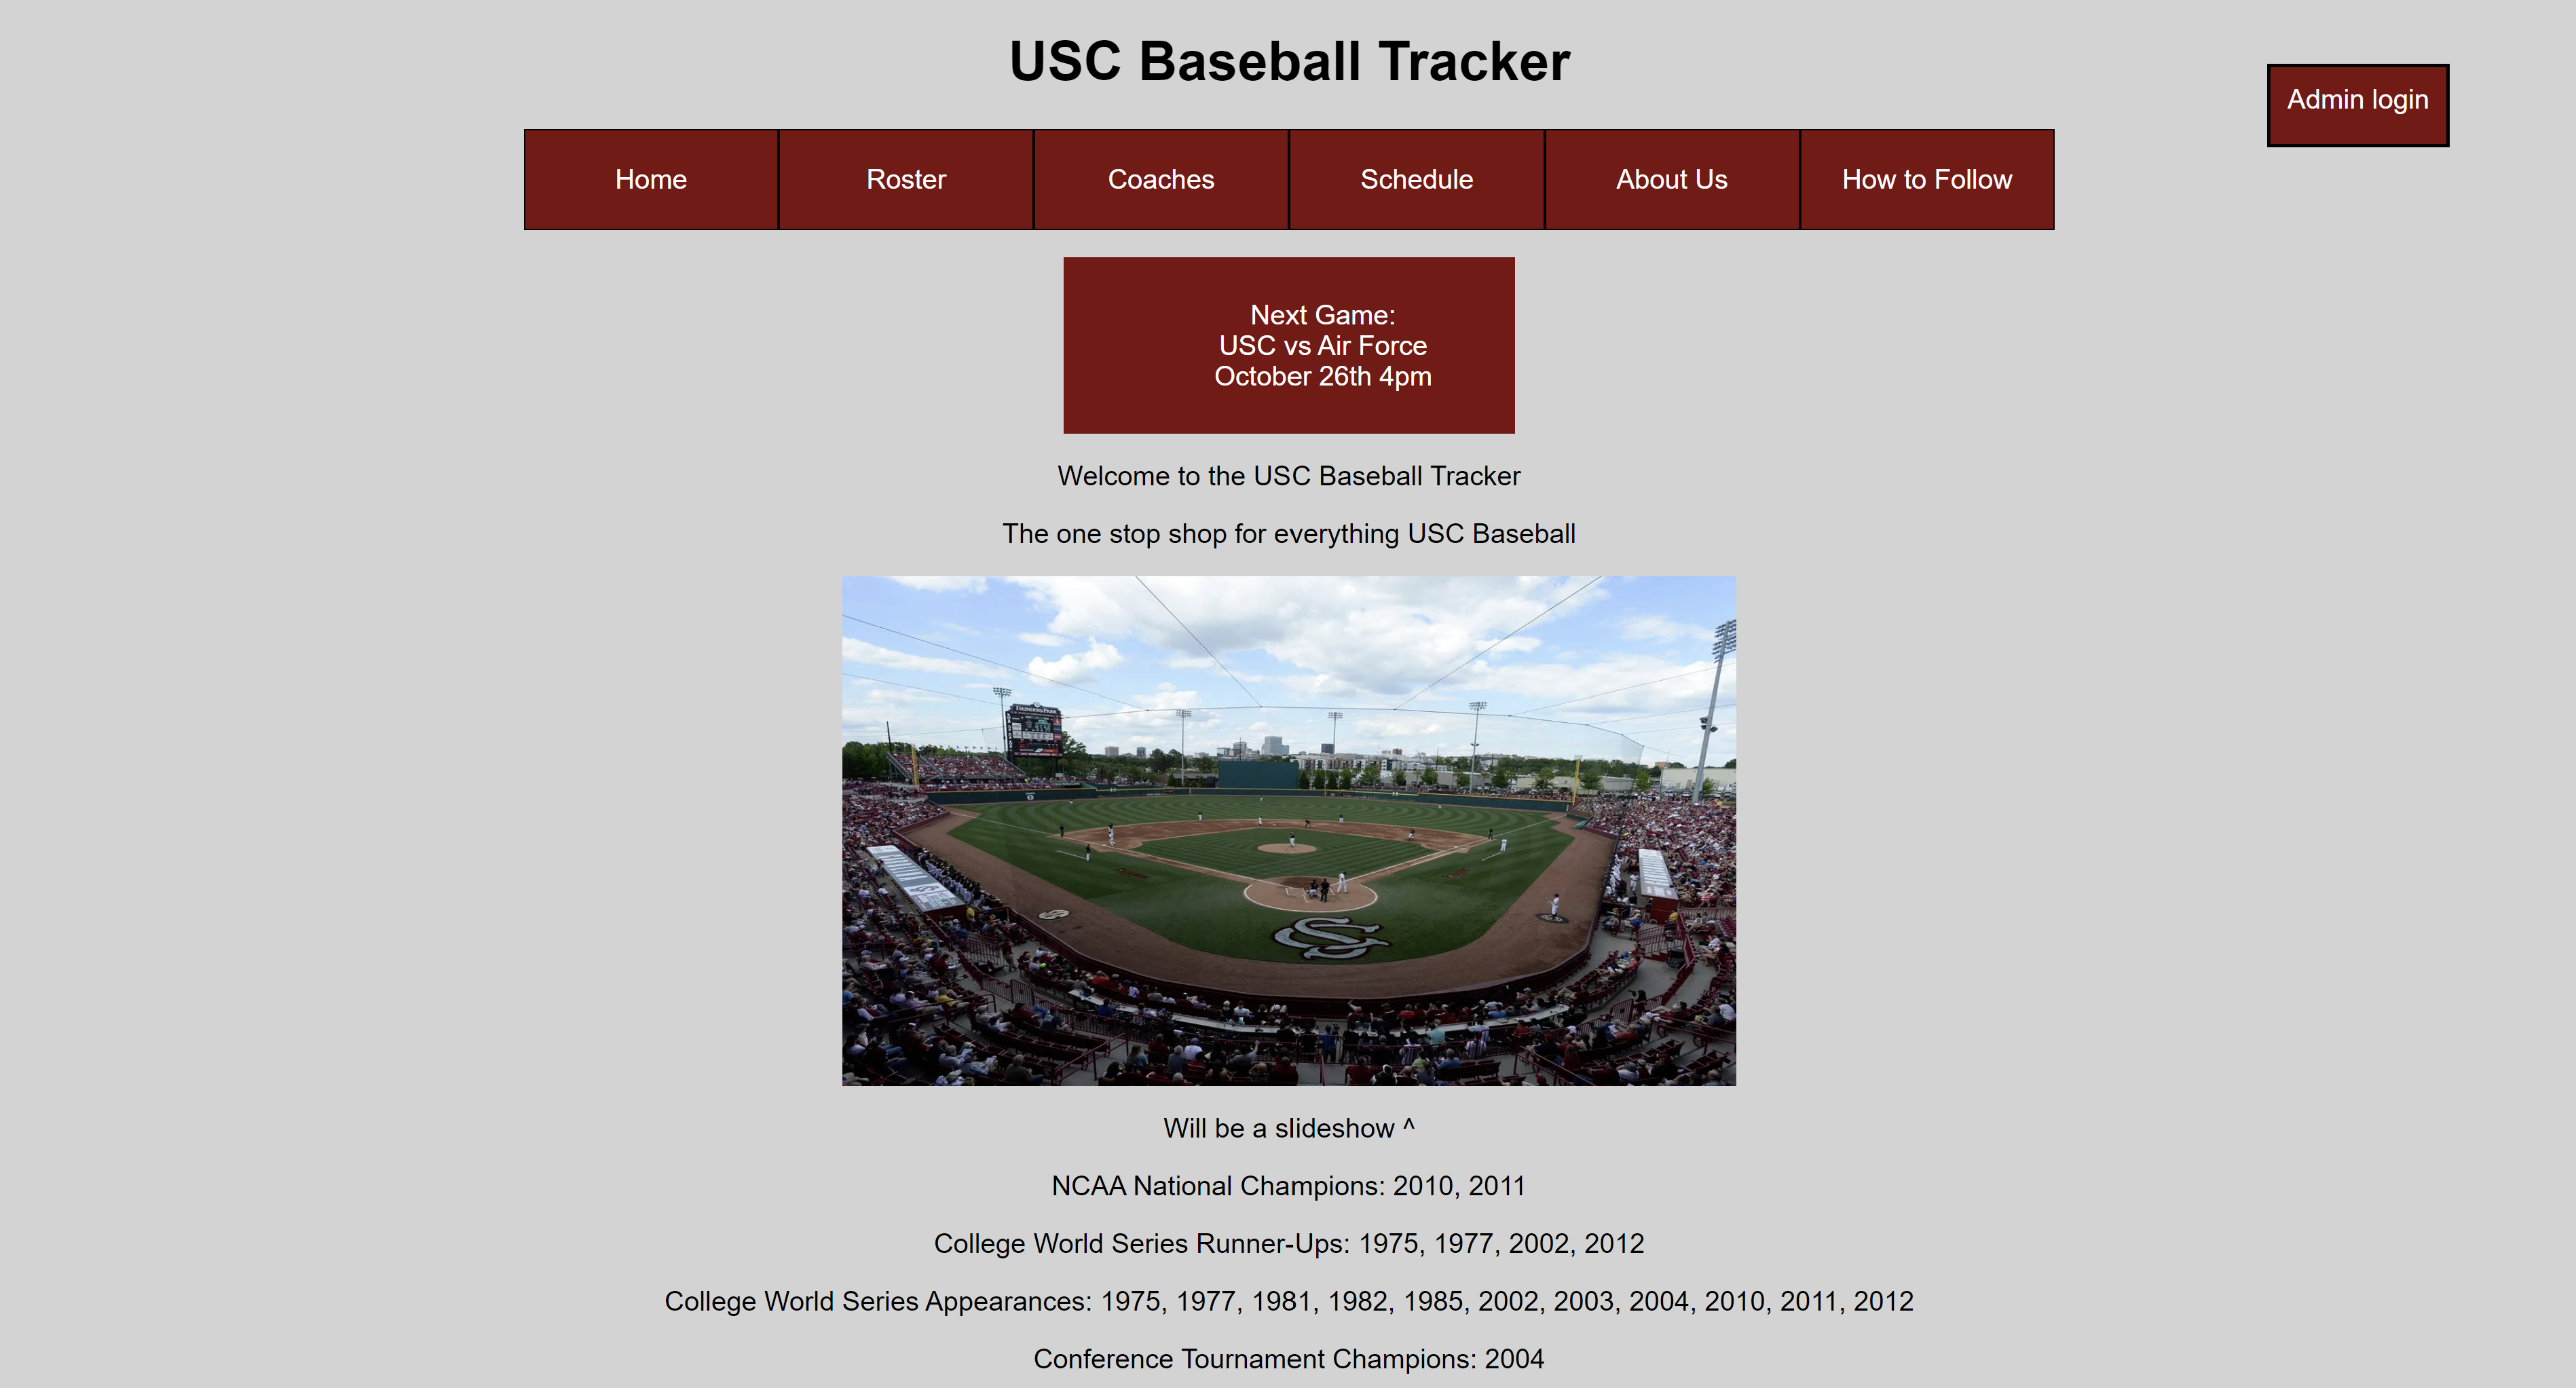 USC Baseball Tracker
Admin login
Home
Roster
Coaches
Schedule
About Us
How to Follow
Next Game:
USC vs Air Force
October 26th 4pm
Welcome to the USC Baseball Tracker
The one stop shop for everything USC Baseball
Will be a slideshow ^
NCAA National Champions: 2010, 2011
College World Series Runner-Ups: 1975, 1977, 2002, 2012
College World Series Appearances: 1975, 1977, 1981, 1982, 1985, 2002, 2003, 2004, 2010, 2011, 2012
Conference Tournament Champions: 2004